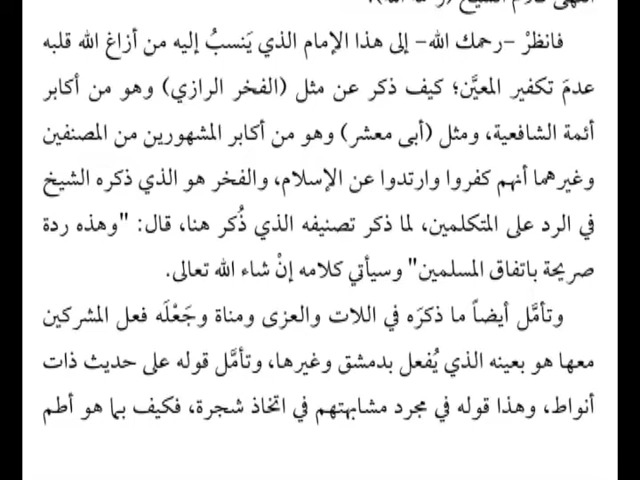 فانظرْ –رحمك الله– إلى هذا الإمام الذي يَنسبُ إليه من أزاغ الله قلبه
عدمَ تكفير المعيَّن؛ كيف ذكر عن مثل (الفخر الرازي) وهو من أكابر
أئمة الشافعية، ومثل (أبى معشر) وهو من أكابر المشهورين من المصنفين
وغيرهما أنهم كفروا وارتدوا عن الإسلام، والفخر هو الذي ذكره الشيخ
في الرد على المتكلمين، لما ذكر تصنيفه الذي ذُكر هنا، قال: "وهذه ردة
صريحة باتفاق المسلمين" وسيأتي كلامه إنْ شاء الله تعالى.
وتأمَّل أيضاً ما ذكرَه في اللات والعزى ومناة وجَعْلَه فعل المشركين
معها هو بعينه الذي يُفعل بدمشق وغيرها، وتأمَّل قوله على حديث ذات
أنواط، وهذا قوله في مجرد مشابهتهم في اتخاذ شجرة، فكيف بما هو أطم